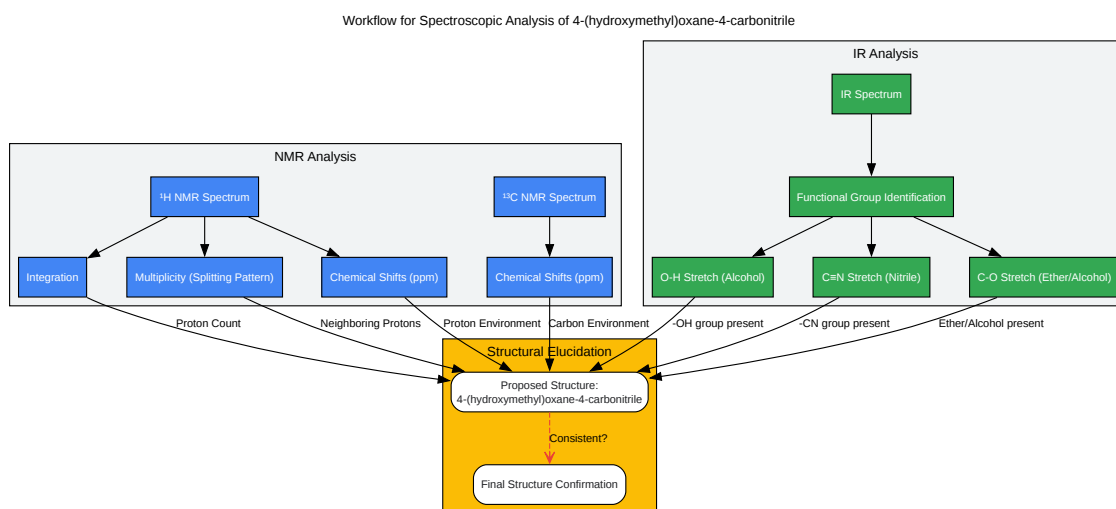 Workflow for Spectroscopic Analysis of 4-(hydroxymethyl)oxane-4-carbonitrile
IR Analysis
IR Spectrum
NMR Analysis
¹H NMR Spectrum
¹³C NMR Spectrum
Functional Group Identification
Integration
Multiplicity (Splitting Pattern)
Chemical Shifts (ppm)
Chemical Shifts (ppm)
O-H Stretch (Alcohol)
C≡N Stretch (Nitrile)
C-O Stretch (Ether/Alcohol)
Proton Count
Neighboring Protons
Proton Environment
Carbon Environment
-OH group present
-CN group present
Ether/Alcohol present
Structural Elucidation
Proposed Structure:
4-(hydroxymethyl)oxane-4-carbonitrile
Consistent?
Final Structure Confirmation